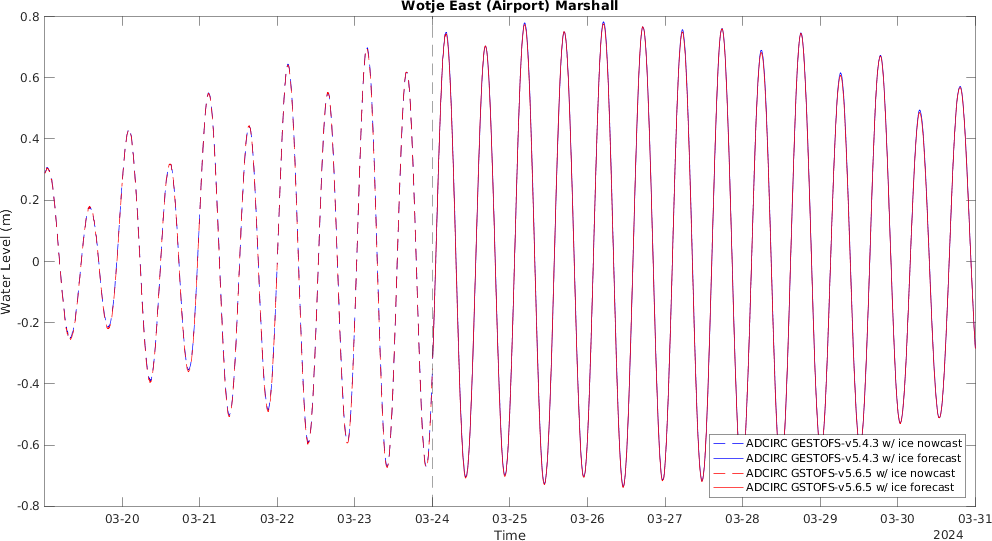 Wotje East (Airport) Marshall
0.8
0.6
0.4
0.2
0
-0.2
-0.4
-0.6
-0.8
Water Level (m)
ADCIRC GESTOFS-v5.4.3 w/ ice nowcast
ADCIRC GESTOFS-v5.4.3 w/ ice forecast
ADCIRC GSTOFS-v5.6.5 w/ ice nowcast
ADCIRC GSTOFS-v5.6.5 w/ ice forecast
03-20 03-21 03-22 03-23 03-24 03-25 03-26 03-27 03-28 03-29 03-30 03-31
Time
2024